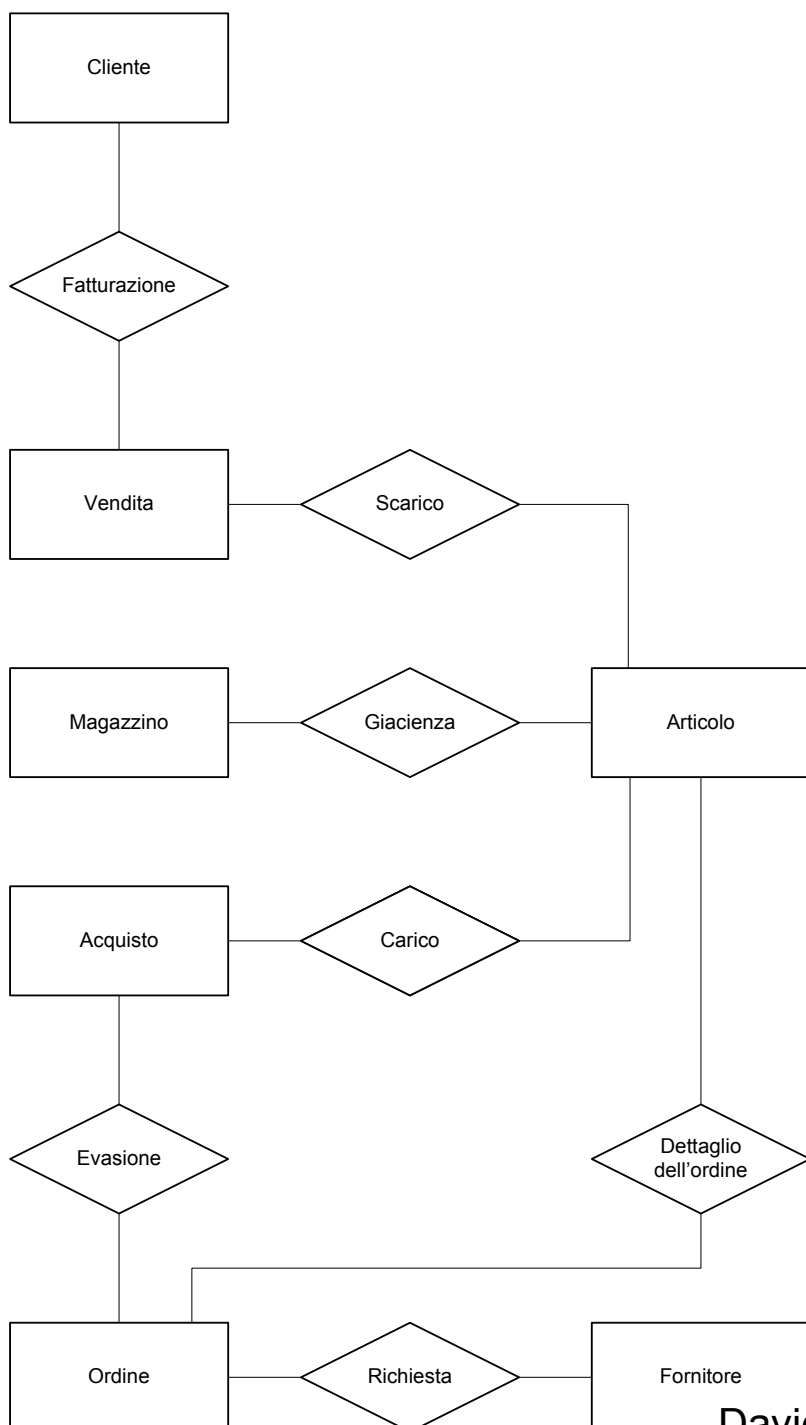 Cliente
Fatturazione
Vendita
Scarico
Magazzino
Giacienza
Articolo
Acquisto
Carico
Evasione
Dettaglio
dell'ordine
Ordine
Richiesta
Fornitore